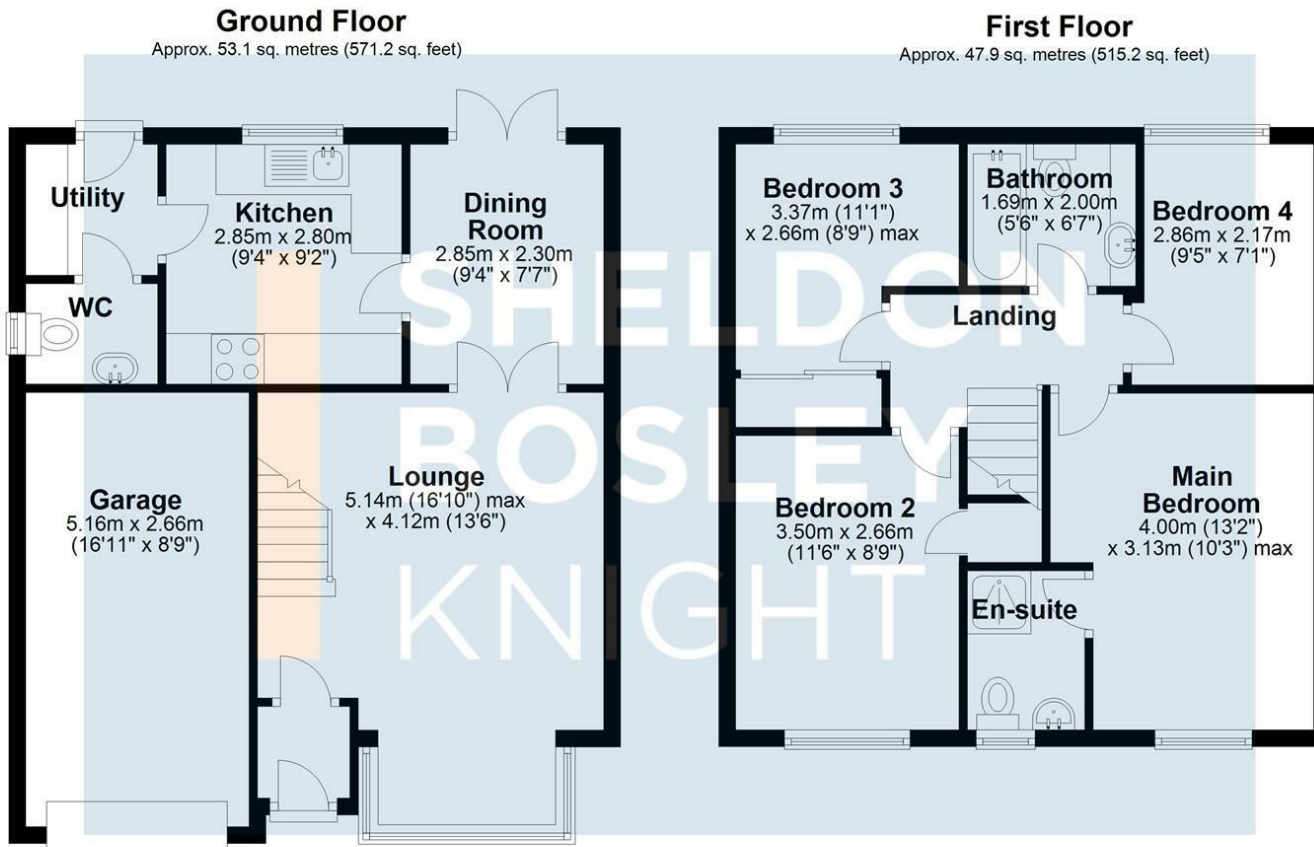 Ground Floor
Approx. 53.1 sq. metres (571.2 sq. feet)
Utility
Kitchen
2.85m x 2.80m
(9'4" x 9'2")
Dining
Room
2.85m x 2.30m
(9'4" x 7'7")
WC
Garage
5.16m x 2.66m
(16'11" x 8'9")
Lounge
5.14m (16'10") max
x 4.12m (13'6")
First Floor
Approx. 47.9 sq. metres (515.2 sq. feet)
Bedroom 3
3.37m (11'1")
x 2.66m (8'9") max
Bathroom
1.69m x 2.00m
(5'6" x 6'7")
Bedroom 4
2.86m x 2.17m
(9'5" x 7'1")
Landing
Bedroom 2
3.50m x 2.66m
(11'6" x 8'9")
Main
Bedroom
4.00m (13'2")
x 3.13m (10'3") max
En-suite
SHELDON
BOSLEY
KNIGHT